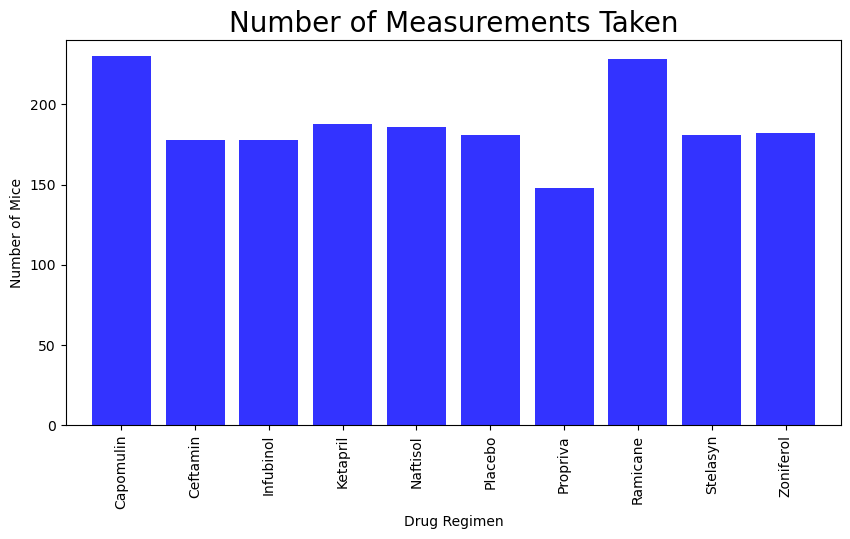 Number of Measurements Taken
Number of Mice
200
150
100
50
0
Capomulin
Ceftamin
Infubinol
Ketapril
Naftisol
Placebo
Propriva
Ramicane
Stelasyn
Zoniferol
Drug Regimen